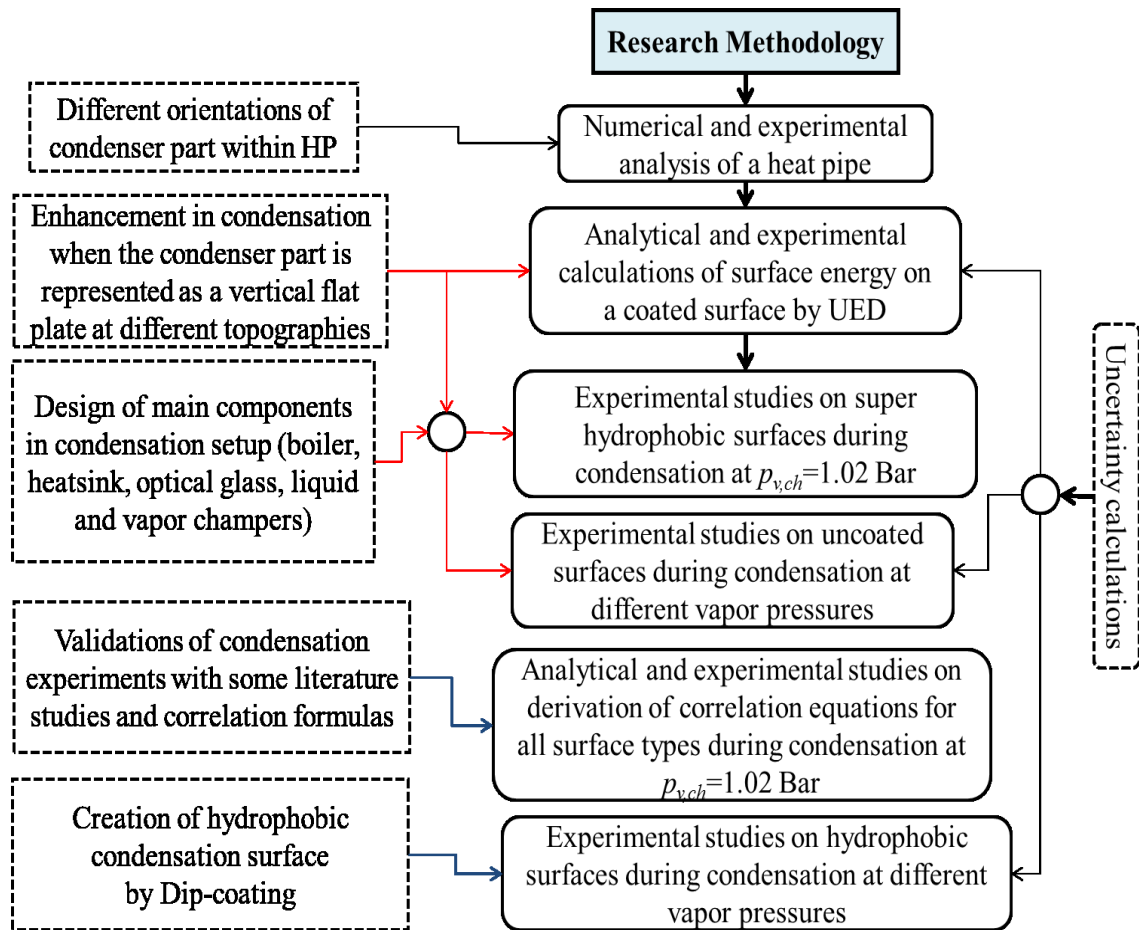 Research Methodology
Different orientations of
condenser part within HP
Numerical and experimental
analysis of a heat pipe
Enhancement in condensation
when the condenser part is
represented as a vertical flat
plate at different topographies
Analytical and experimental
calculations of surface energy on
a coated surface by UED
Uncertainty calculations
Design of main components
in condensation setup (boiler,
heatsink, optical glass, liquid
and vapor champers)
Experimental studies on super
hydrophobic surfaces during
condensation at p_{v,ch}=1.02 Bar
Experimental studies on uncoated
surfaces during condensation at
different vapor pressures
Validations of condensation
experiments with some literature
studies and correlation formulas
Analytical and experimental studies on
derivation of correlation equations for
all surface types during condensation at
p_{v,ch}=1.02 Bar
Creation of hydrophobic
condensation surface
by Dip-coating
Experimental studies on hydrophobic
surfaces during condensation at different
vapor pressures